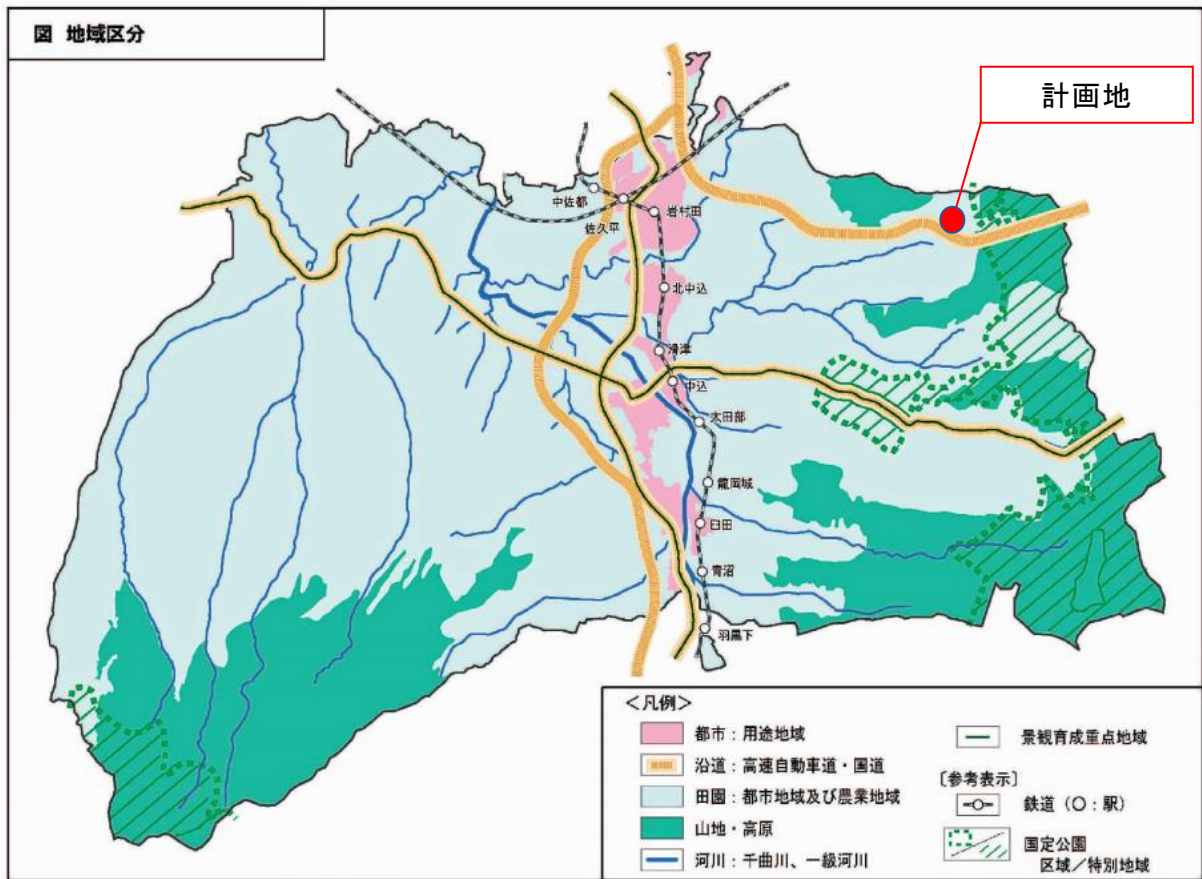 図 地域区分
計画地
中佐都
佐久平
岩村田
北中込
滑津
中込
太田部
龍岡城
臼田
青沼
羽黒下
＜凡例＞
都市：用途地域
沿道：高速自動車道・国道
田園：都市地域及び農業地域
山地・高原
河川：千曲川、一級河川
景観育成重点地域
〔参考表示〕
鉄道（〇：駅）
国定公園
区域／特別地域